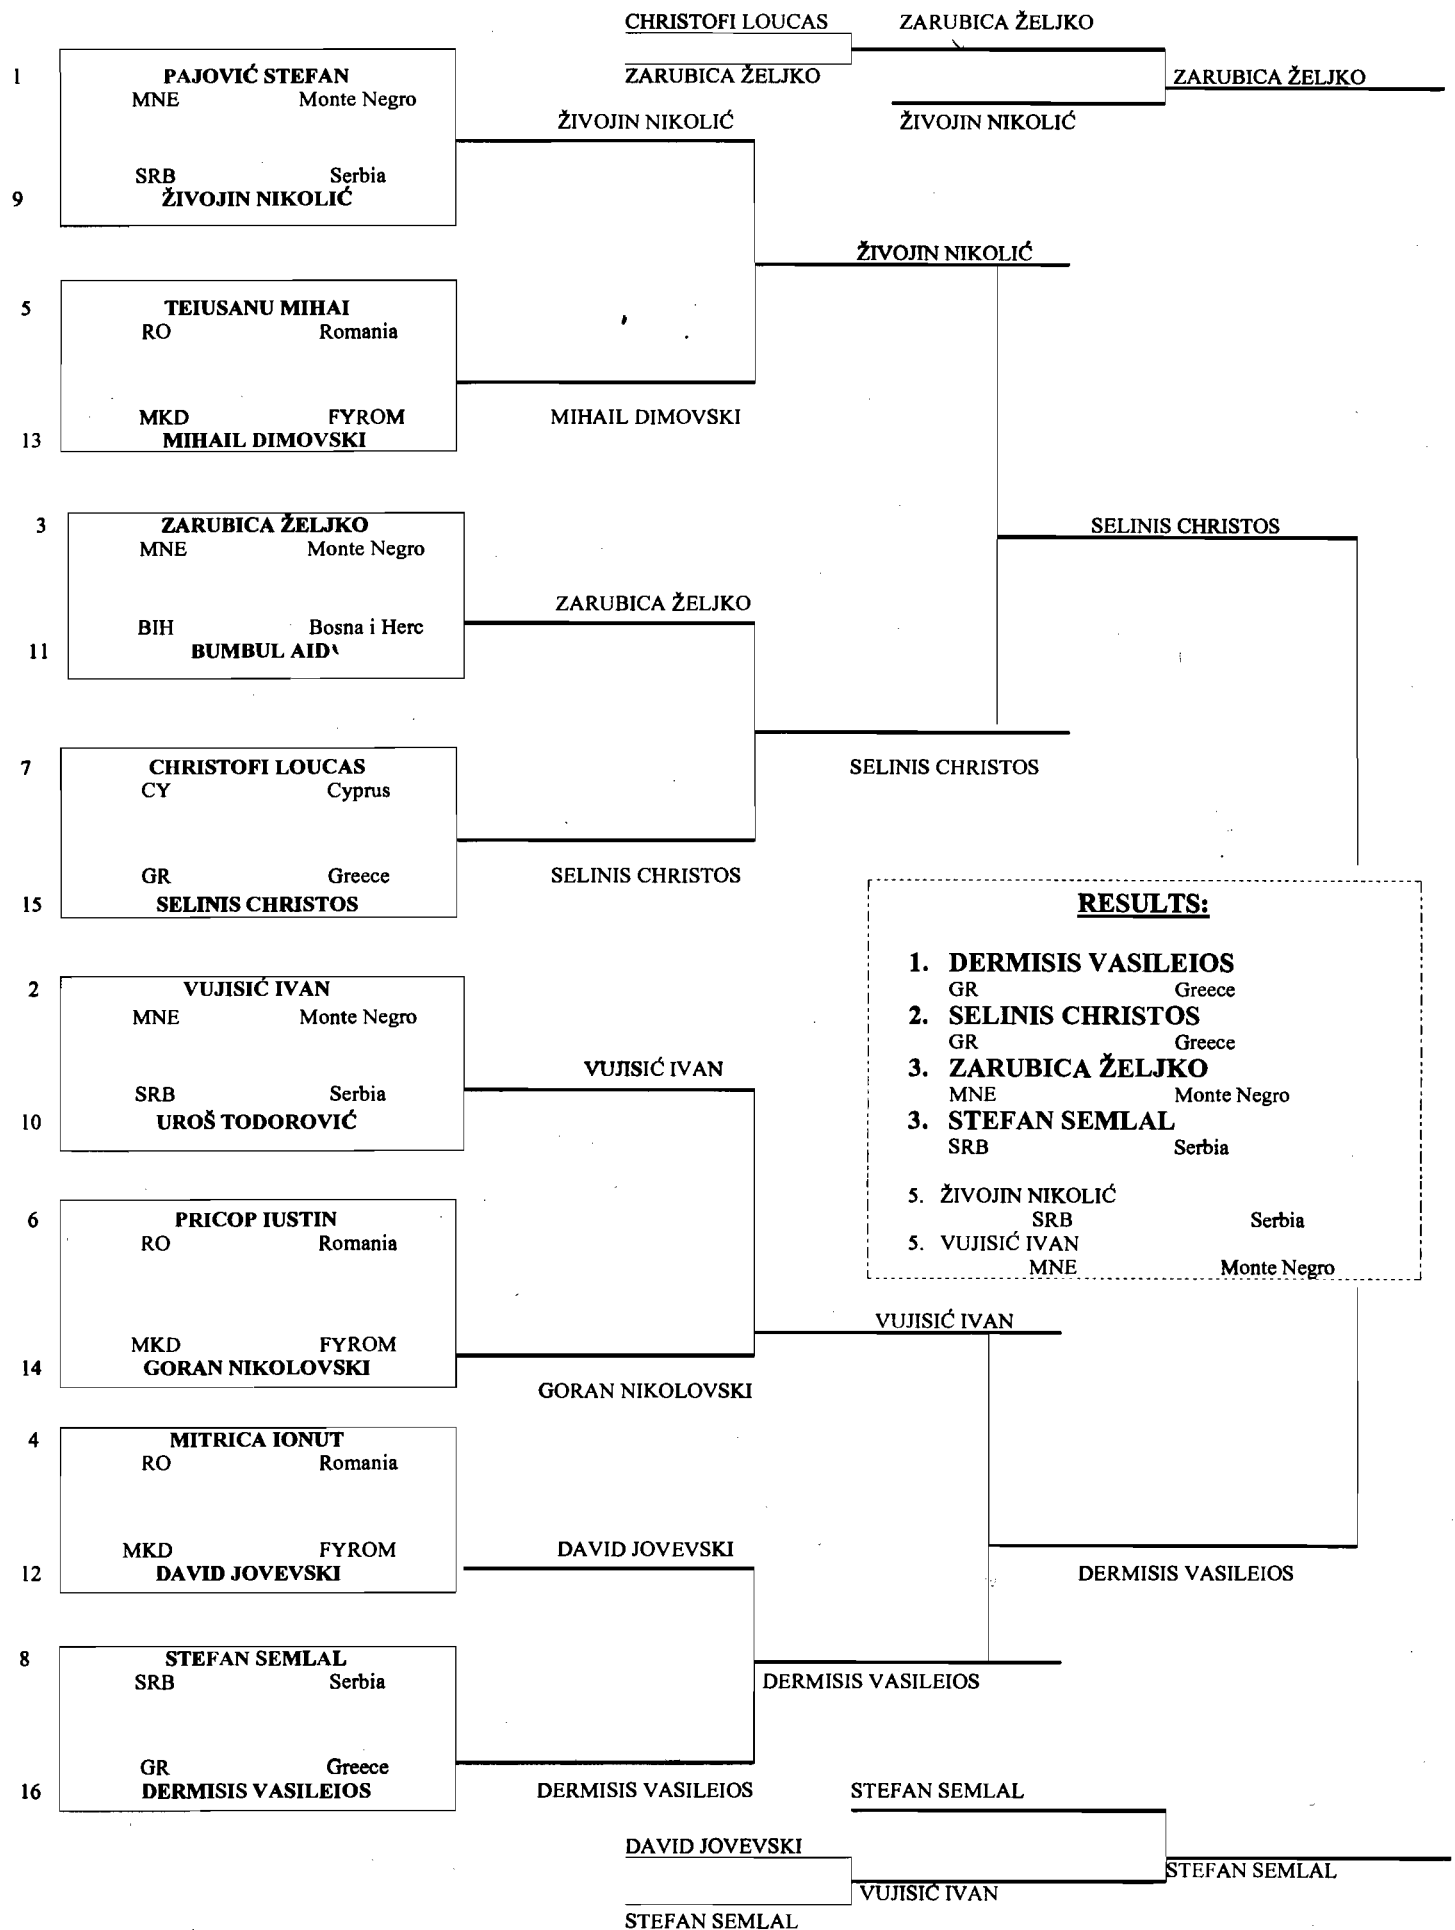 CHRISTOFI LOUCAS
ZARUBICA ŽELJKO
ZARUBICA ŽELJKO
ZARUBICA ŽELJKO
ŽIVOJIN NIKOLIĆ
1 PAJOVIĆ STEFAN
MNE Monte Negro
SRB Serbia
9 ŽIVOJIN NIKOLIĆ
ŽIVOJIN NIKOLIĆ
ŽIVOJIN NIKOLIĆ
5 TEIUSANU MIHAI
RO Romania
MKD FYROM
13 MIHAIL DIMOVSKI
MIHAIL DIMOVSKI
3 ZARUBICA ŽELJKO
MNE Monte Negro
BIH Bosna i Herc
11 BUMBUL AID
ZARUBICA ŽELJKO
SELINIS CHRISTOS
SELINIS CHRISTOS
7 CHRISTOFI LOUCAS
CY Cyprus
GR Greece
15 SELINIS CHRISTOS
SELINIS CHRISTOS
RESULTS:
1. DERMISIS VASILEIOS
GR Greece
2. SELINIS CHRISTOS
GR Greece
3. ZARUBICA ŽELJKO
MNE Monte Negro
3. STEFAN SEMLAL
SRB Serbia
5. ŽIVOJIN NIKOLIĆ
SRB Serbia
5. VUJISIĆ IVAN
MNE Monte Negro
2 VUJISIĆ IVAN
MNE Monte Negro
SRB Serbia
10 UROŠ TODOROVIĆ
VUJISIĆ IVAN
6 PRICOP IUSTIN
RO Romania
MKD FYROM
14 GORAN NIKOLOVSKI
GORAN NIKOLOVSKI
VUJISIĆ IVAN
4 MITRICA IONUT
RO Romania
MKD FYROM
12 DAVID JOVEVSKI
DAVID JOVEVSKI
DERMISIS VASILEIOS
8 STEFAN SEMLAL
SRB Serbia
GR Greece
16 DERMISIS VASILEIOS
DERMISIS VASILEIOS
DERMISIS VASILEIOS
STEFAN SEMLAL
DAVID JOVEVSKI
STEFAN SEMLAL
VUJISIĆ IVAN
STEFAN SEMLAL